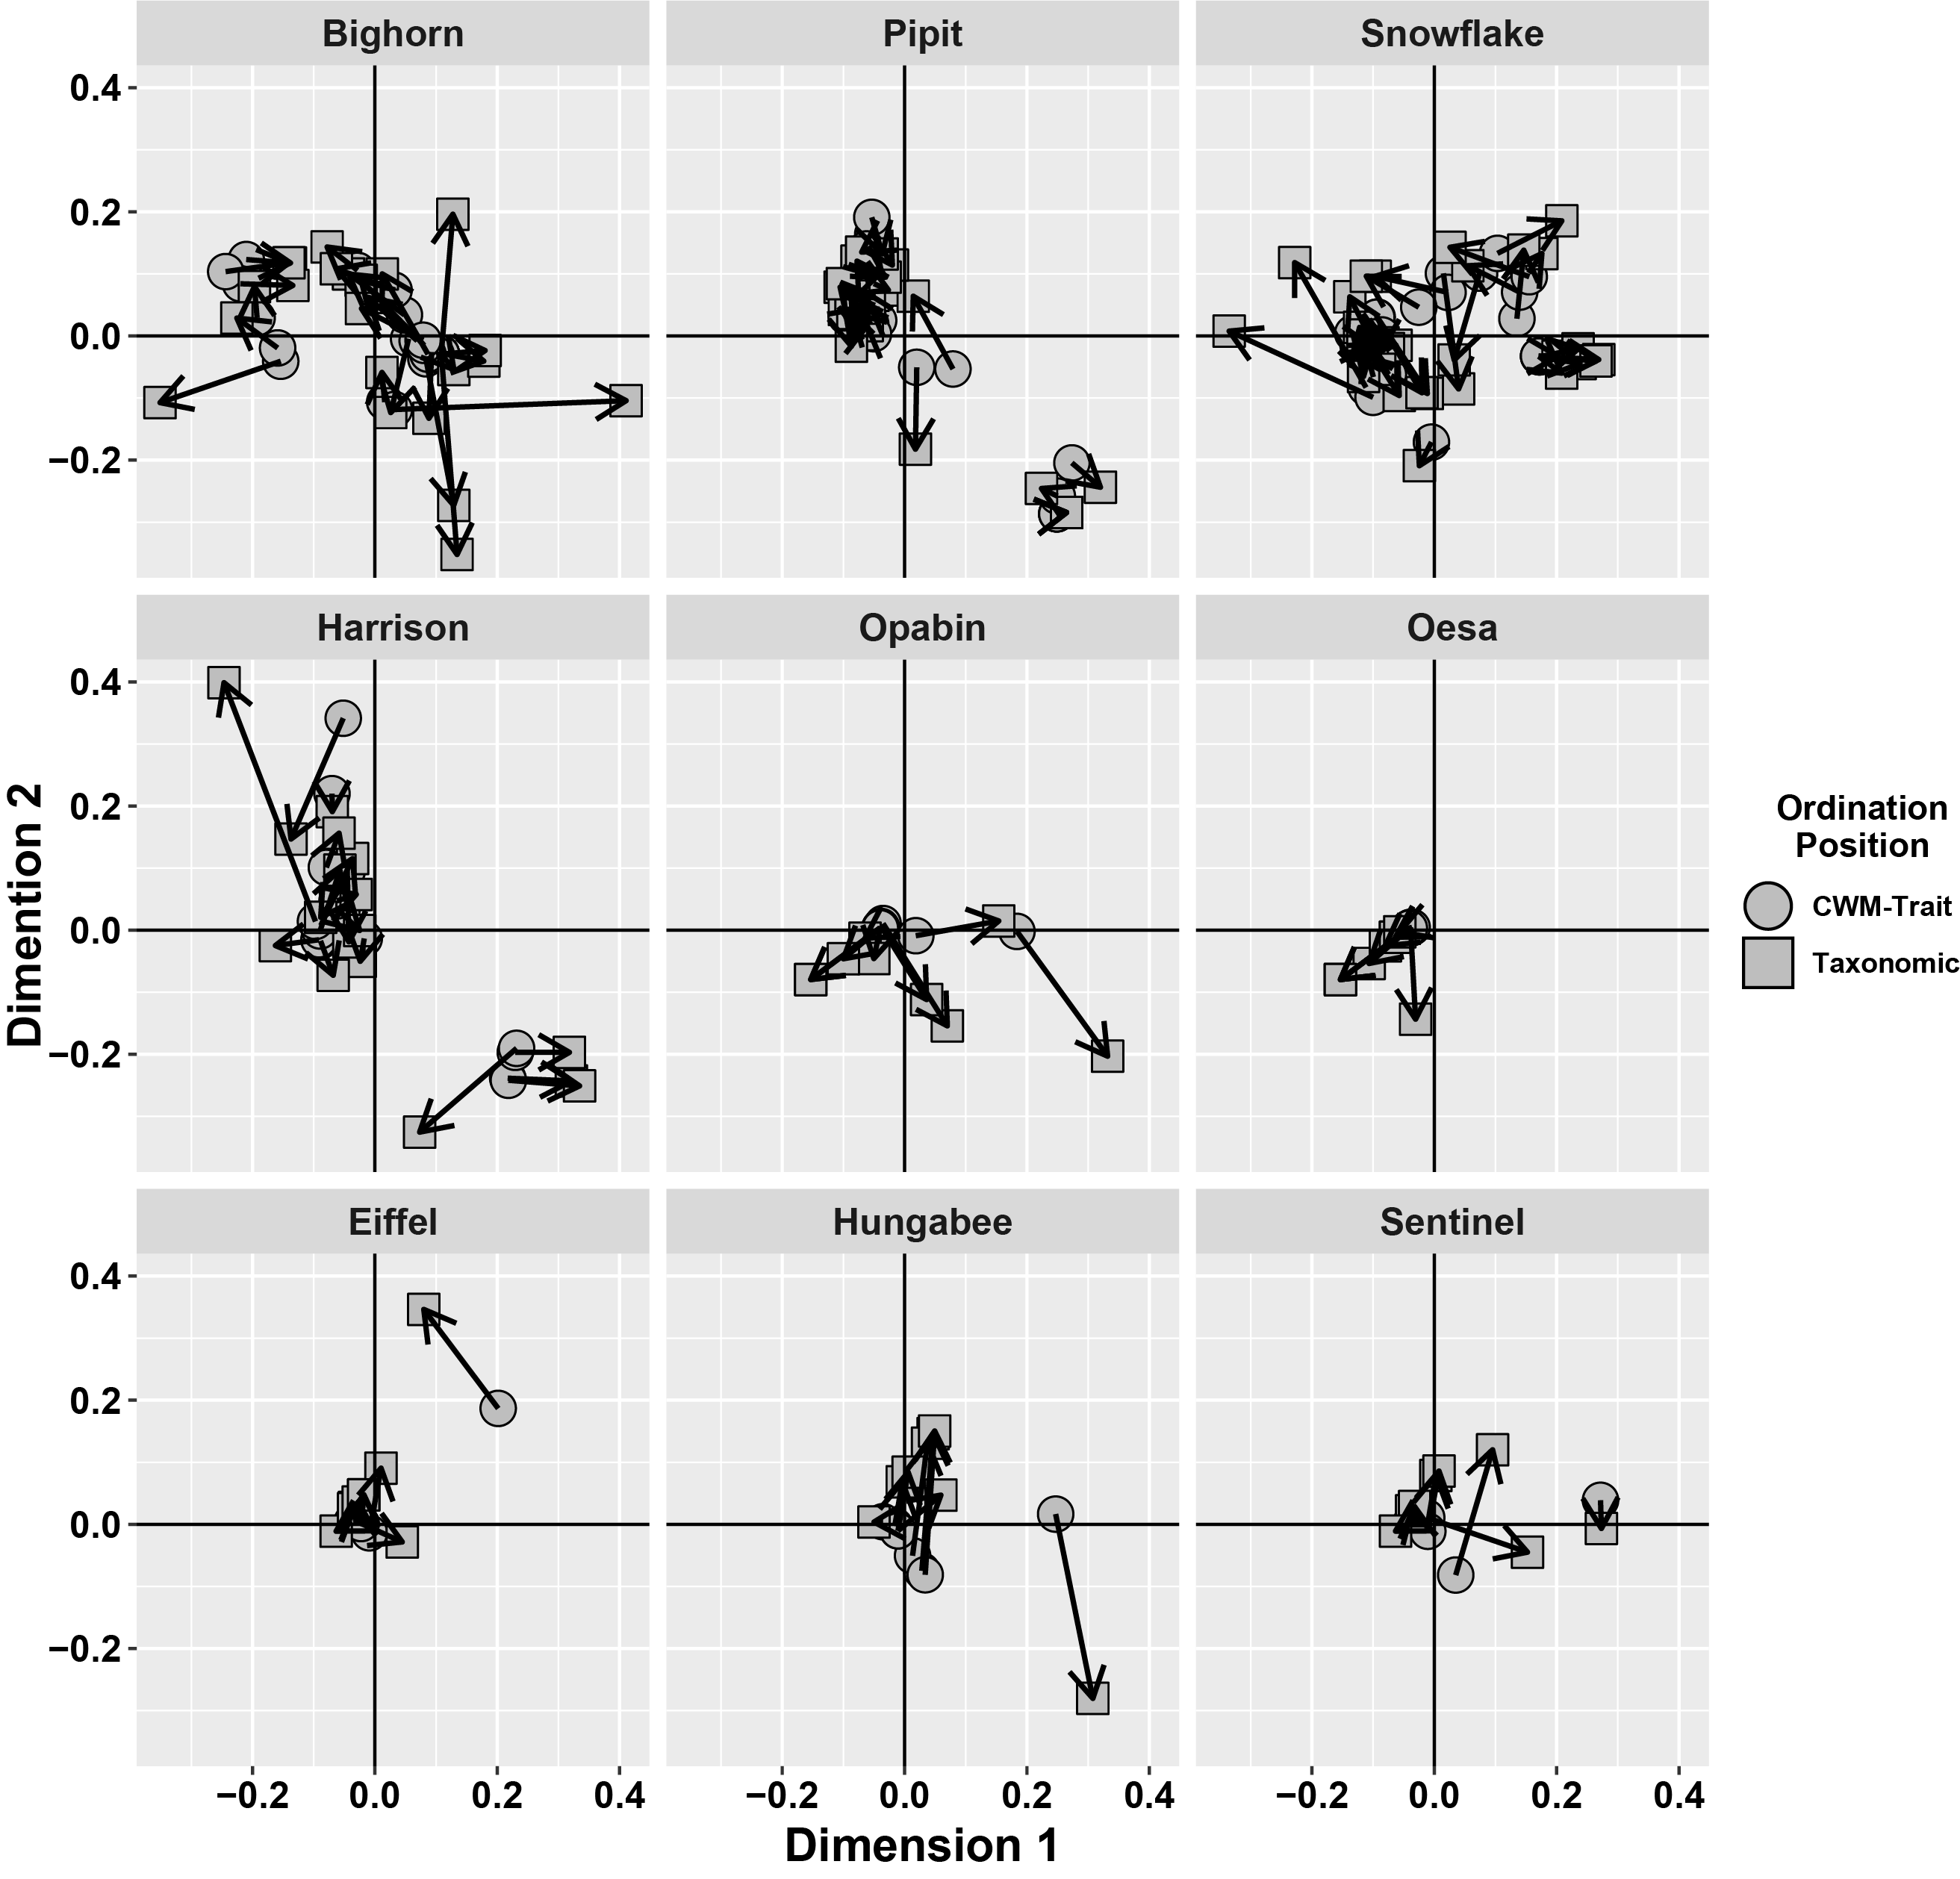 Bighorn Pipit Snowflake
0.4
0.2
0.0
−0.2
Harrison Opabin Oesa
0.4
0.2
0.0
−0.2
Eiffel Hungabee Sentinel
0.4
0.2
0.0
−0.2
−0.2 0.0 0.2 0.4 −0.2 0.0 0.2 0.4 −0.2 0.0 0.2 0.4
Dimension 1
Dimention 2
Ordination
Position
CWM-Trait
Taxonomic